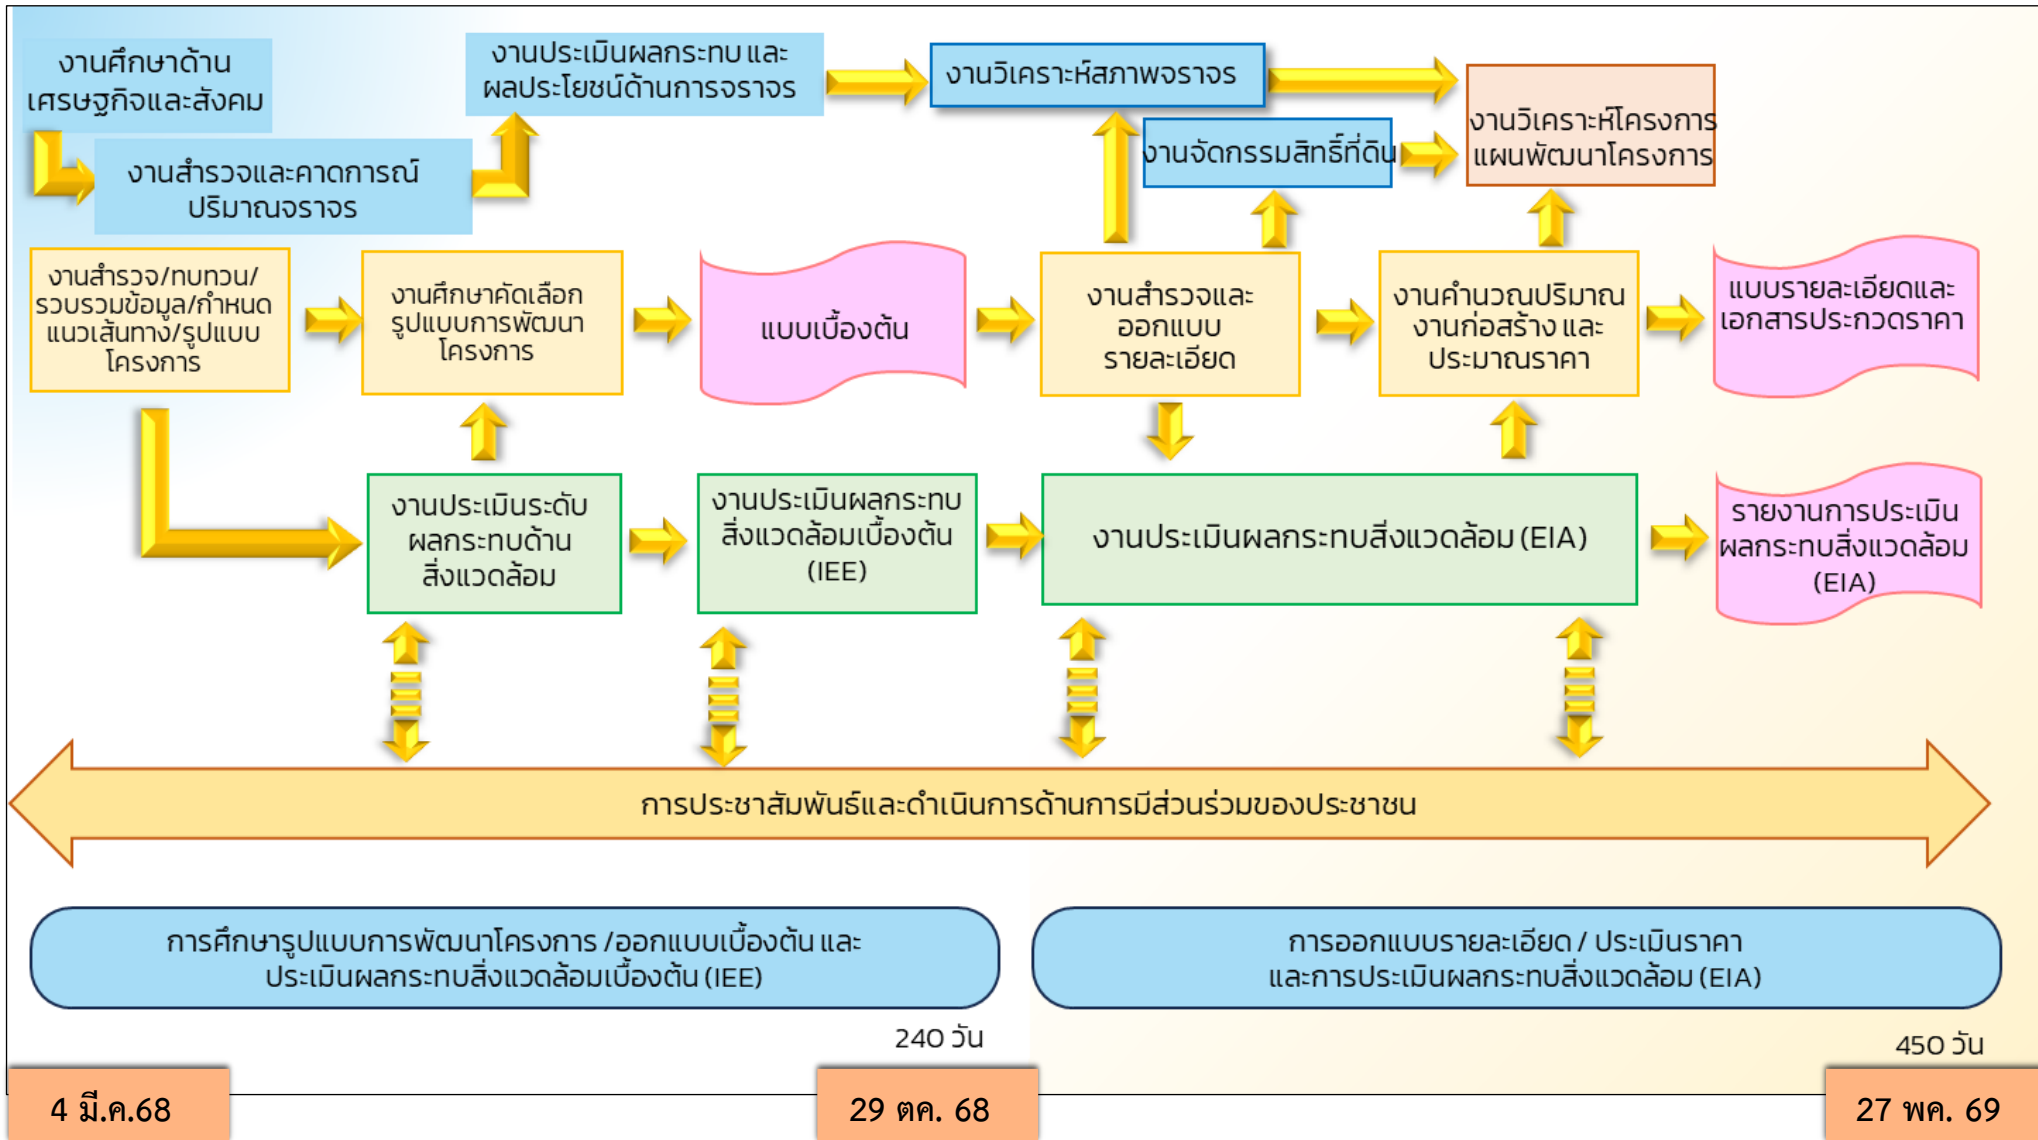 งานศึกษาด้าน
เศรษฐกิจและสังคม
งานสำรวจและคาดการณ์
ปริมาณจราจร
งานประเมินผลกระทบ และ
ผลประโยชน์ด้านการจราจร
งานวิเคราะห์สภาพจราจร
งานจัดกรรมสิทธิ์ที่ดิน
งานวิเคราะห์โครงการ
แผนพัฒนาโครงการ
งานสำรวจ/ทบทวน/
รวบรวมข้อมูล/กำหนด
แนวเส้นทาง/รูปแบบ
โครงการ
งานศึกษาคัดเลือก
รูปแบบการพัฒนา
โครงการ
แบบเบื้องต้น
งานสำรวจและ
ออกแบบ
รายละเอียด
งานคำนวณปริมาณ
งานก่อสร้าง และ
ประมาณราคา
แบบรายละเอียดและ
เอกสารประกวดราคา
งานประเมินระดับ
ผลกระทบด้าน
สิ่งแวดล้อม
งานประเมินผลกระทบ
สิ่งแวดล้อมเบื้องต้น
(IEE)
งานประเมินผลกระทบสิ่งแวดล้อม (EIA)
รายงานการประเมิน
ผลกระทบสิ่งแวดล้อม
(EIA)
การประชาสัมพันธ์และดำเนินการด้านการมีส่วนร่วมของประชาชน
การศึกษารูปแบบการพัฒนาโครงการ /ออกแบบเบื้องต้น และ
ประเมินผลกระทบสิ่งแวดล้อมเบื้องต้น (IEE)
การออกแบบรายละเอียด / ประเมินราคา
และการประเมินผลกระทบสิ่งแวดล้อม (EIA)
240 วัน
450 วัน
4 มี.ค.68
29 ตค. 68
27 พค. 69